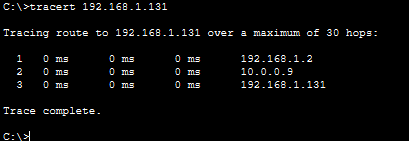 C:\>tracert 192.168.1.131
Tracing route to 192.168.1.131 over a maximum of 30 hops:
1 0 ms 0 ms 0 ms 192.168.1.2
2 0 ms 0 ms 0 ms 10.0.0.9
3 0 ms 0 ms 0 ms 192.168.1.131
Trace complete.
C:\>